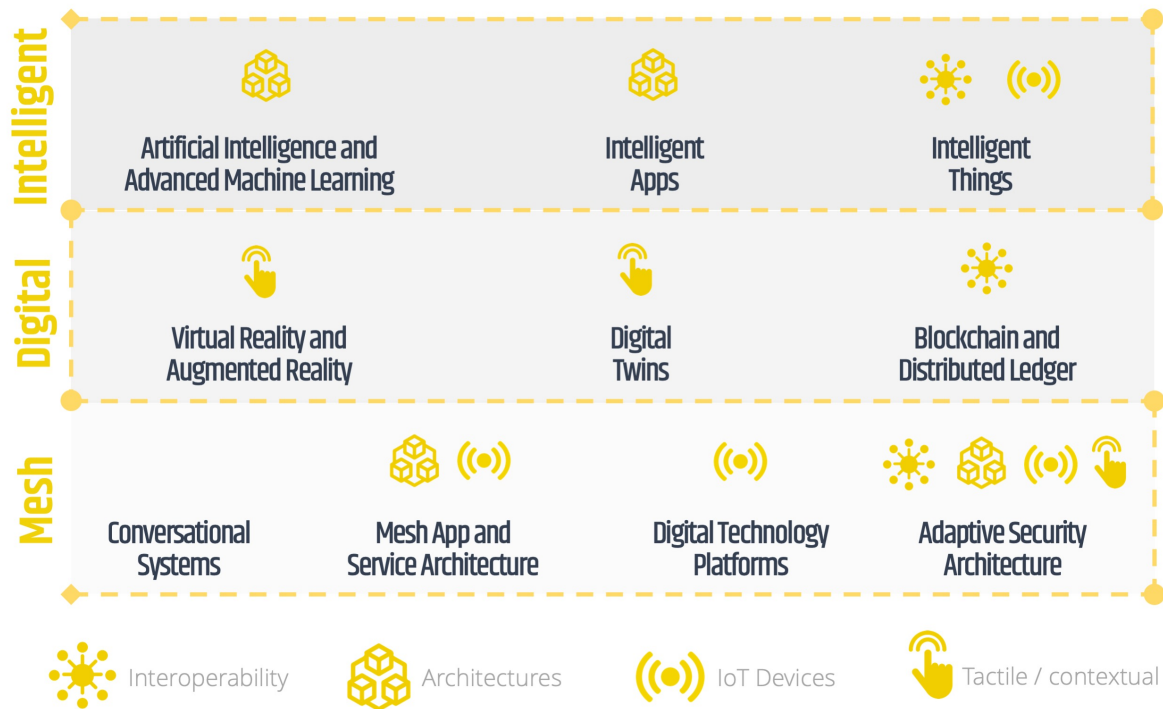 Intelligent
Artificial Intelligence and
Advanced Machine Learning
Intelligent
Apps
Intelligent
Things
Digital
Virtual Reality and
Augmented Reality
Digital
Twins
Blockchain and
Distributed Ledger
Mesh
Conversational
Systems
Mesh App and
Service Architecture
Digital Technology
Platforms
Adaptive Security
Architecture
Interoperability
Architectures
IoT Devices
Tactile / contextual